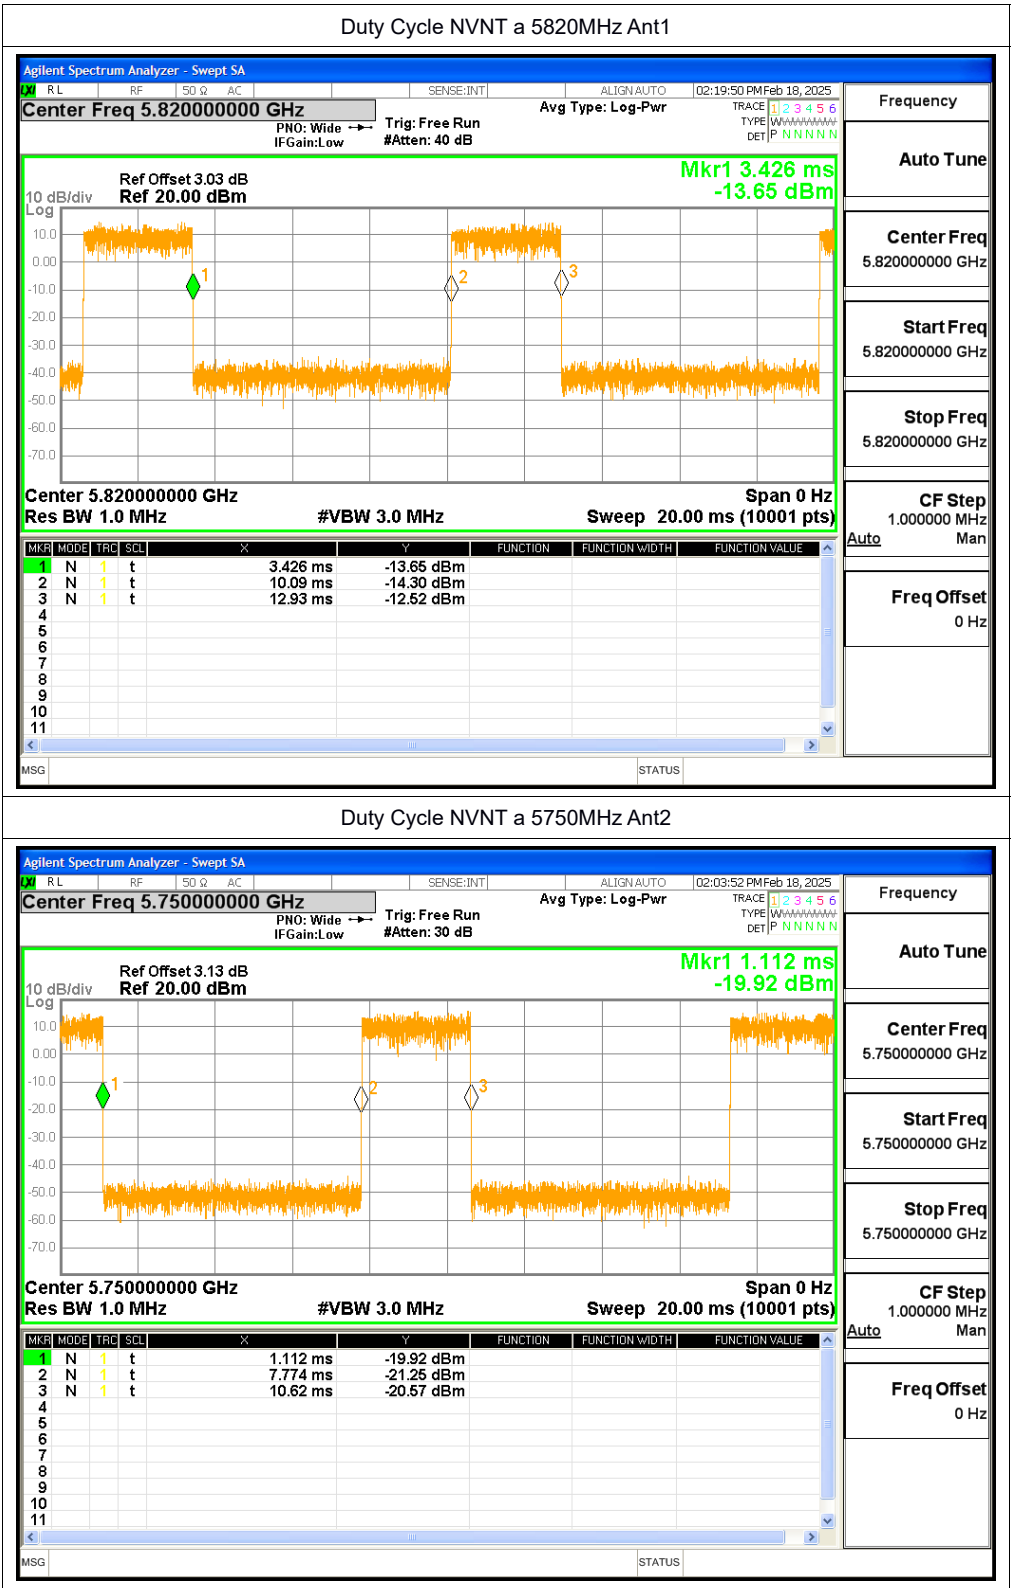 Duty Cycle NVNT a 5820MHz Ant1
Agilent Spectrum Analyzer - Swept SA
LXI RL RF 50 Ω AC SENSE:INT ALIGN AUTO 02:19:50 PM Feb 18, 2025
Center Freq 5.820000000 GHz
PNO: Wide
IFGain:Low
Trig: Free Run
#Atten: 40 dB
Avg Type: Log-Pwr
TRACE 1 2 3 4 5 6
TYPE W
DET P N N N N N
Mkr1 3.426 ms
-13.65 dBm
Ref Offset 3.03 dB
10 dB/div Ref 20.00 dBm
Log
10.0
0.00
-10.0
-20.0
-30.0
-40.0
-50.0
-60.0
-70.0
1
2
3
Center 5.820000000 GHz Span 0 Hz
Res BW 1.0 MHz #VBW 3.0 MHz Sweep 20.00 ms (10001 pts)
MKR MODE TRC SCL X Y FUNCTION FUNCTION WIDTH FUNCTION VALUE
1 N 1 t 3.426 ms -13.65 dBm
2 N 1 t 10.09 ms -14.30 dBm
3 N 1 t 12.93 ms -12.52 dBm
4
5
6
7
8
9
10
11
MSG STATUS
Frequency
Auto Tune
Center Freq
5.820000000 GHz
Start Freq
5.820000000 GHz
Stop Freq
5.820000000 GHz
CF Step
1.000000 MHz
Auto Man
Freq Offset
0 Hz
Duty Cycle NVNT a 5750MHz Ant2
Agilent Spectrum Analyzer - Swept SA
LXI RL RF 50 Ω AC SENSE:INT ALIGN AUTO 02:03:52 PM Feb 18, 2025
Center Freq 5.750000000 GHz
PNO: Wide
IFGain:Low
Trig: Free Run
#Atten: 30 dB
Avg Type: Log-Pwr
TRACE 1 2 3 4 5 6
TYPE W
DET P N N N N N
Mkr1 1.112 ms
-19.92 dBm
Ref Offset 3.13 dB
10 dB/div Ref 20.00 dBm
Log
10.0
0.00
-10.0
-20.0
-30.0
-40.0
-50.0
-60.0
-70.0
1
2
3
Center 5.750000000 GHz Span 0 Hz
Res BW 1.0 MHz #VBW 3.0 MHz Sweep 20.00 ms (10001 pts)
MKR MODE TRC SCL X Y FUNCTION FUNCTION WIDTH FUNCTION VALUE
1 N 1 t 1.112 ms -19.92 dBm
2 N 1 t 7.774 ms -21.25 dBm
3 N 1 t 10.62 ms -20.57 dBm
4
5
6
7
8
9
10
11
MSG STATUS
Frequency
Auto Tune
Center Freq
5.750000000 GHz
Start Freq
5.750000000 GHz
Stop Freq
5.750000000 GHz
CF Step
1.000000 MHz
Auto Man
Freq Offset
0 Hz